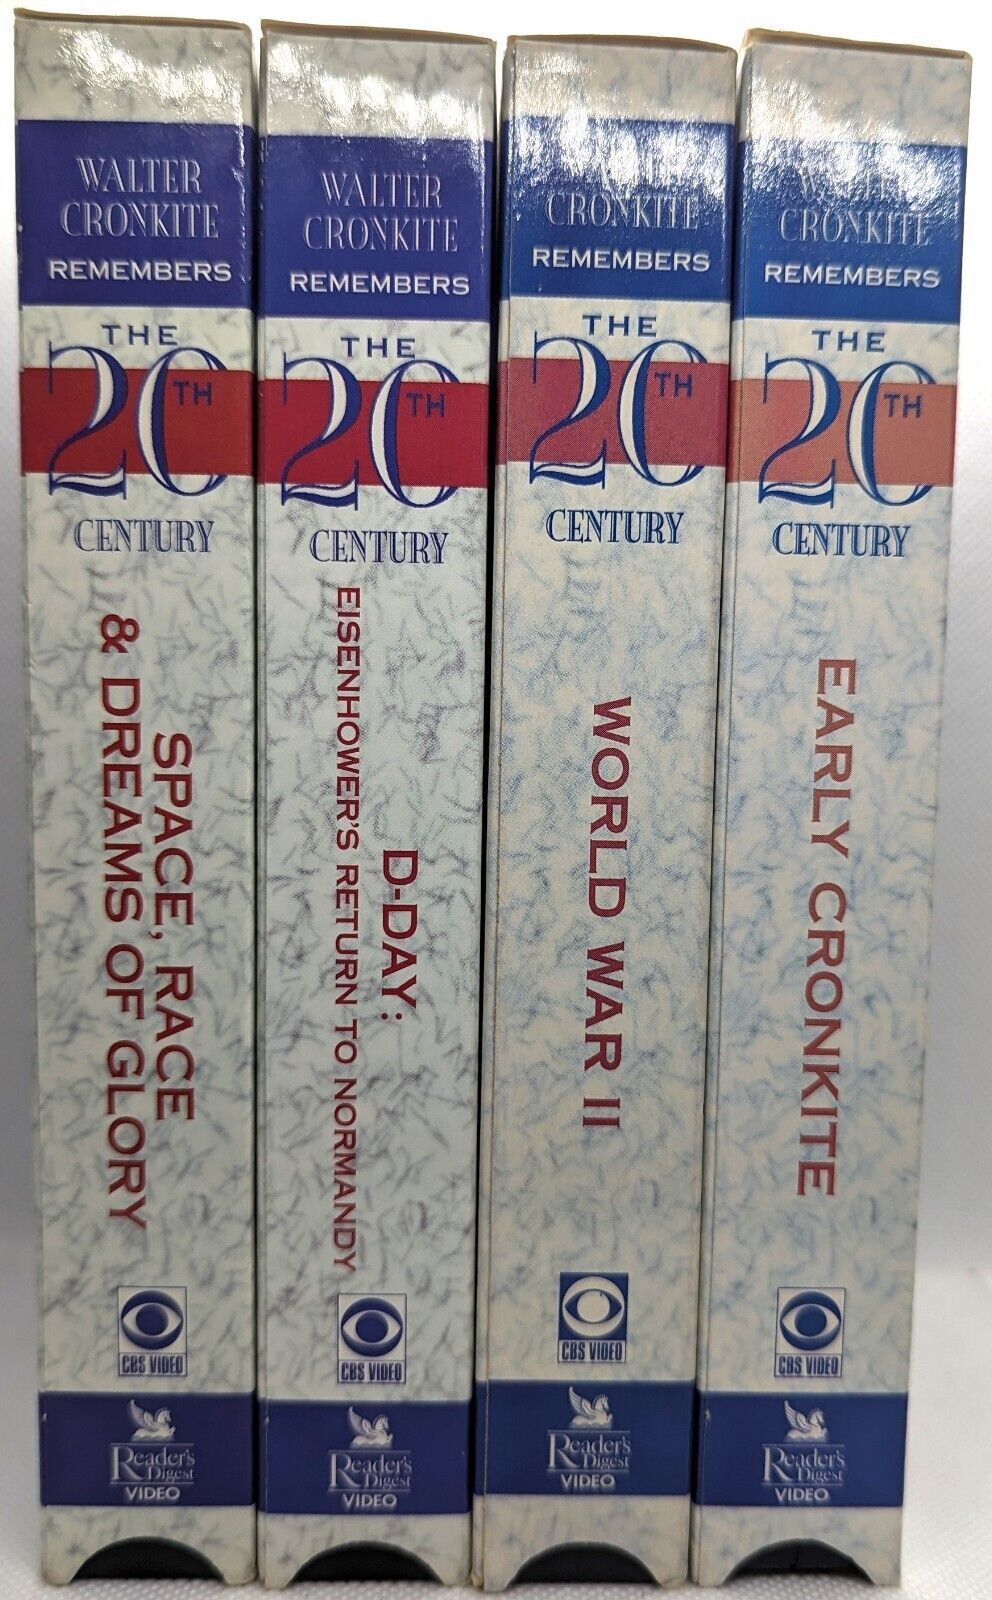 WALTER
CRONKITE
REMEMBERS
THE
20TH
CENTURY
SPACE, RACE
& DREAMS OF GLORY
CBS VIDEO
Reader's
Digest
VIDEO
WALTER
CRONKITE
REMEMBERS
THE
20TH
CENTURY
D-DAY:
EISENHOWER'S RETURN TO NORMANDY
CBS VIDEO
Reader's
Digest
VIDEO
WALTER
CRONKITE
REMEMBERS
THE
20TH
CENTURY
WORLD WAR II
CBS VIDEO
Reader's
Digest
VIDEO
WALTER
CRONKITE
REMEMBERS
THE
20TH
CENTURY
EARLY CRONKITE
CBS VIDEO
Reader's
Digest
VIDEO